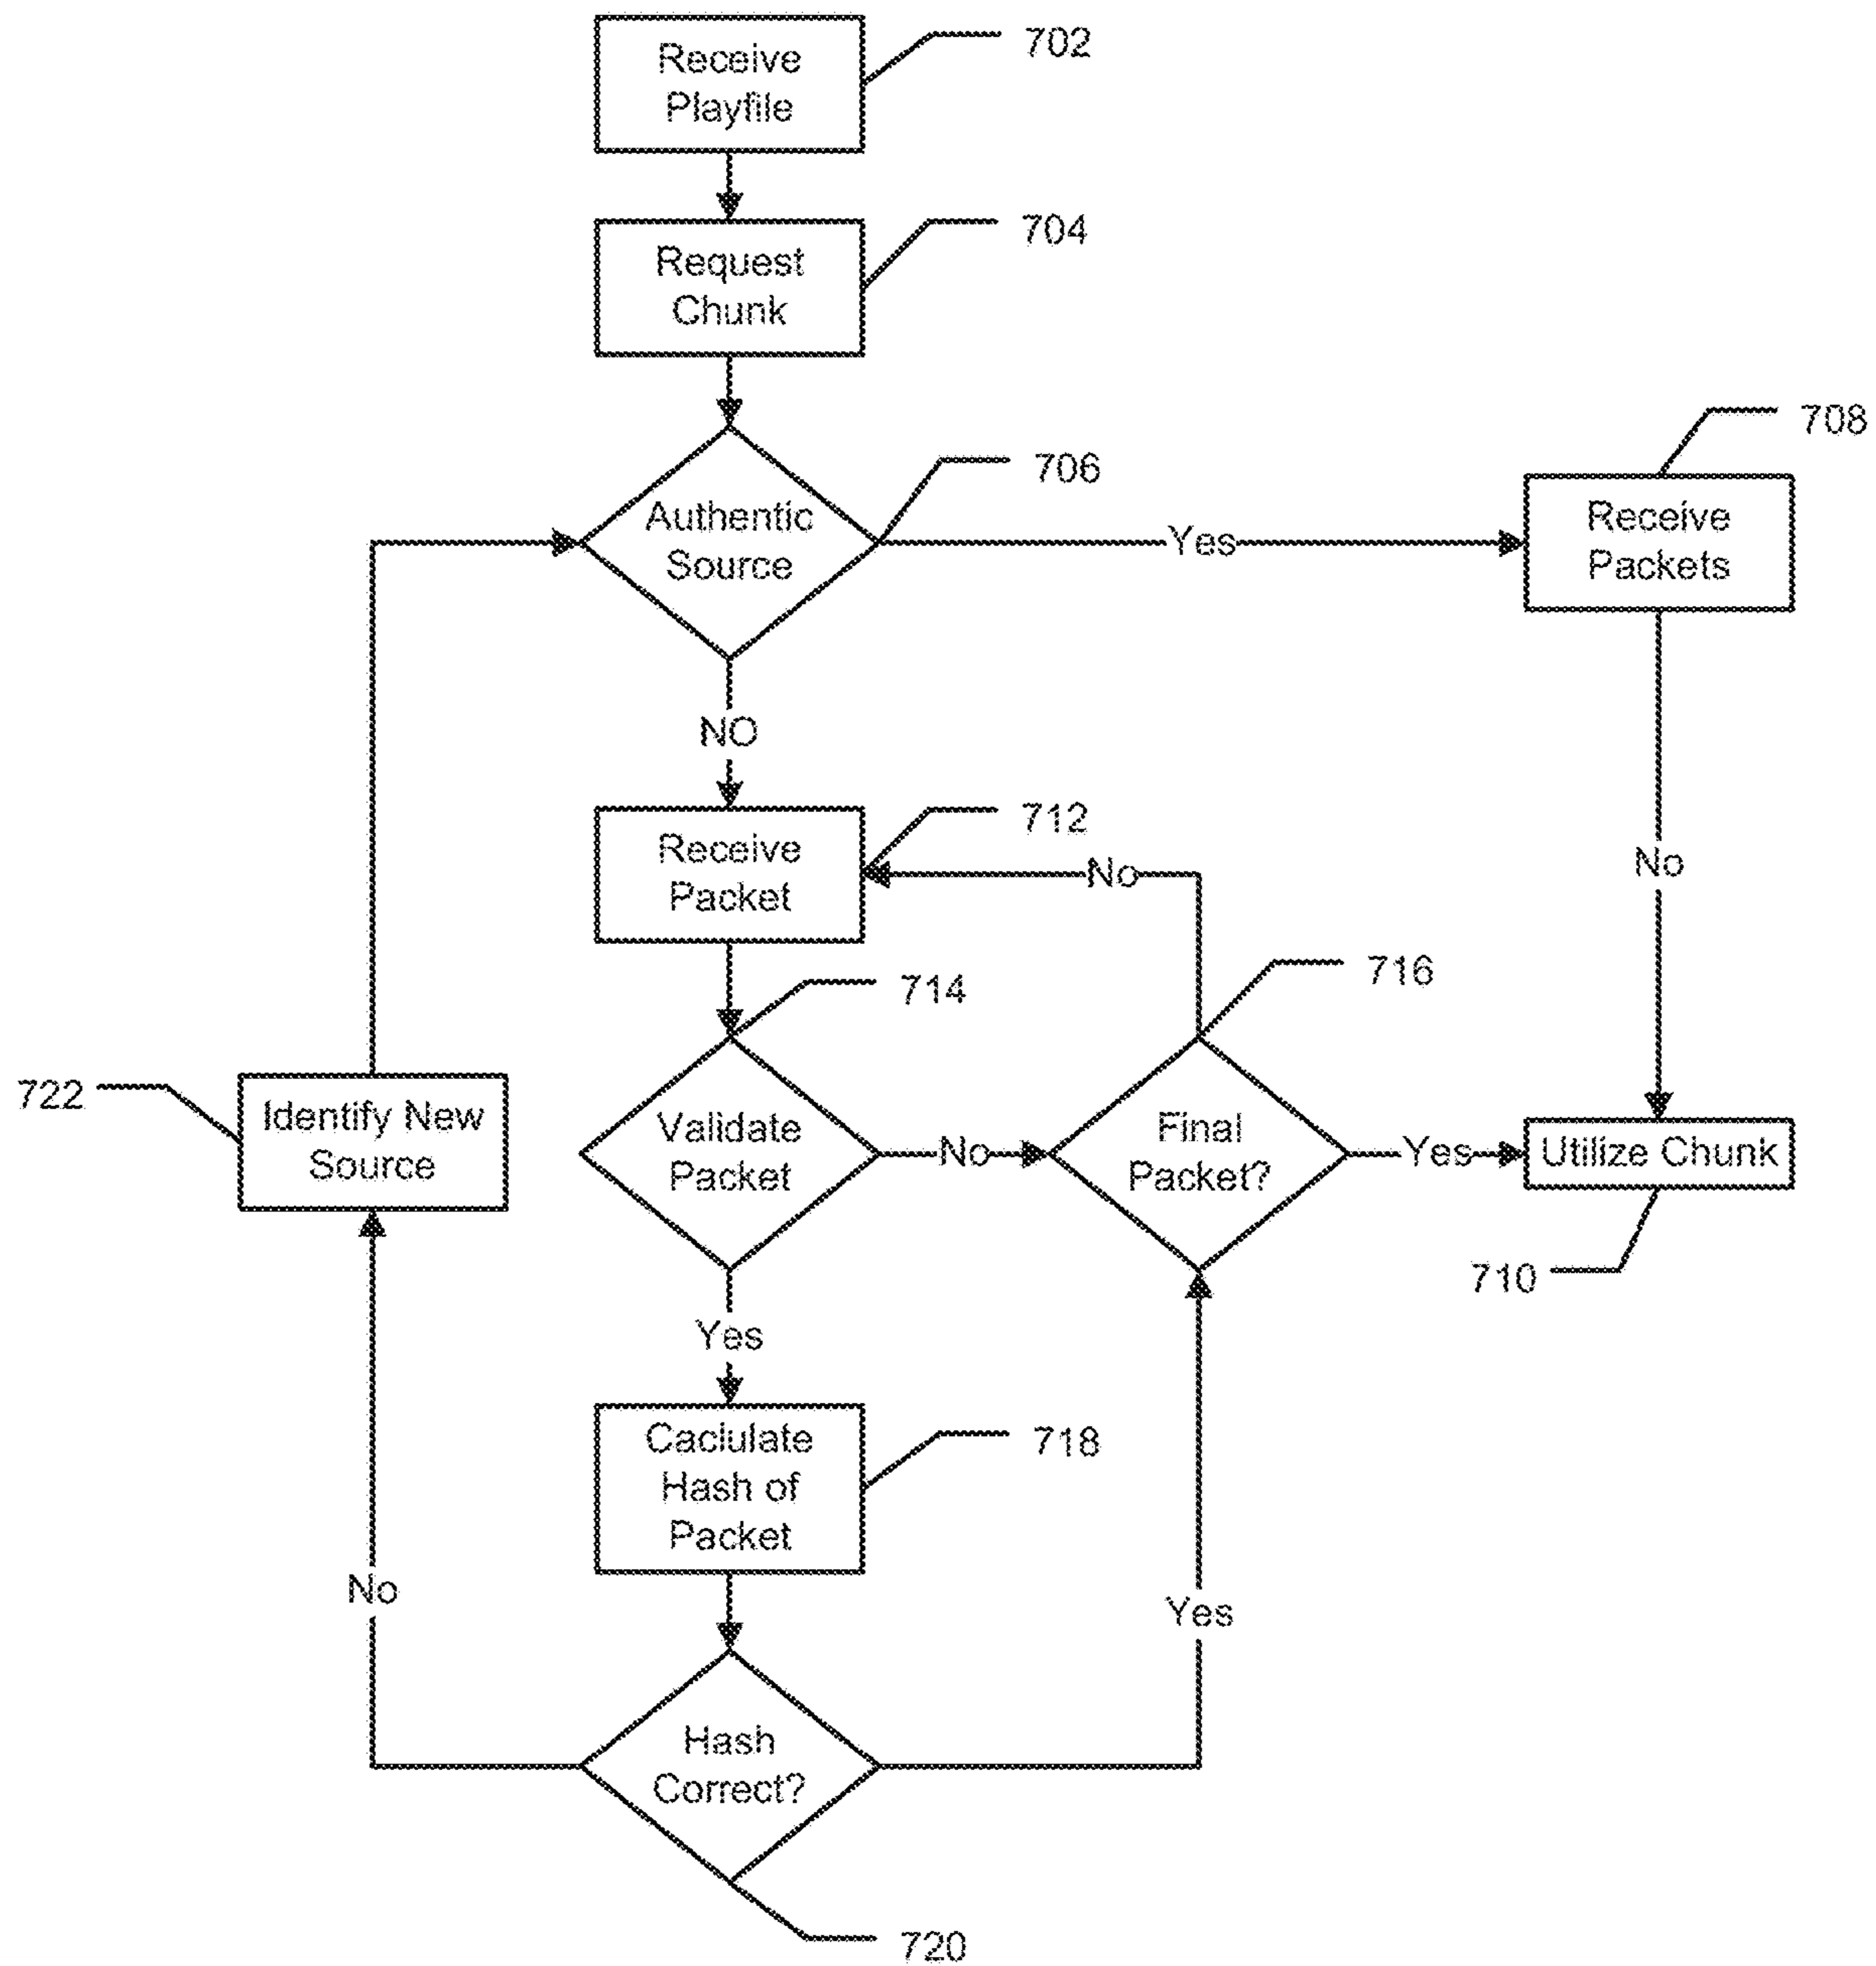 Receive
Playfile
702
Request
Chunk
704
Authentic
Source
706
Yes
Receive
Packets
708
NO
No
Receive
Packet
712
No
Validate
Packet
714
No
Final
Packet?
716
Yes
Utilize Chunk
710
722
Identify New
Source
Yes
Caclulate
Hash of
Packet
718
No
Yes
Hash
Correct?
720